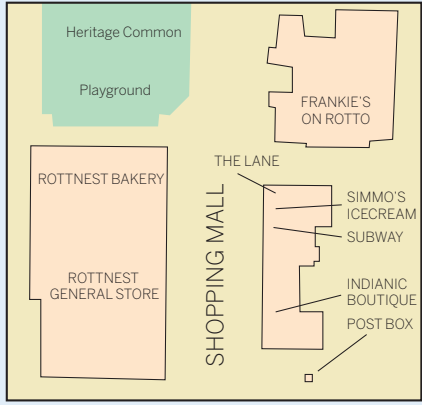 Heritage Common
Playground
FRANKIE'S
ON ROTTO
THE LANE
ROTTNEST BAKERY
SIMMO'S
ICECREAM
SUBWAY
SHOPPING MALL
ROTTNEST
GENERAL STORE
INDIANIC
BOUTIQUE
POST BOX